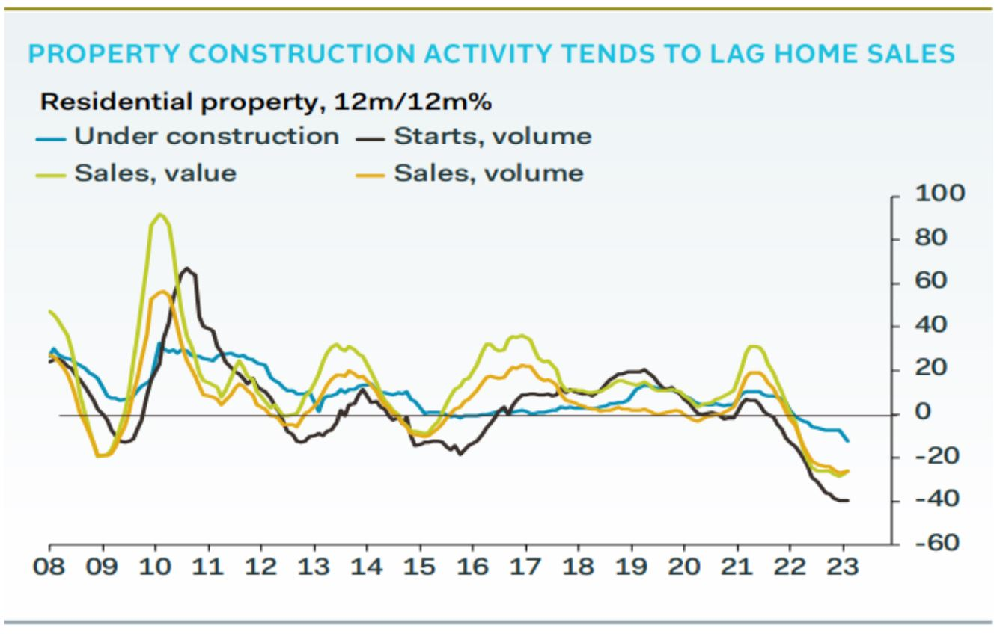 PROPERTY CONSTRUCTION ACTIVITY TENDS TO LAG HOME SALES
Residential property, 12m/12m%
Under construction Starts, volume
Sales, value Sales, volume
100
80
60
40
20
0
-20
-40
-60
08 09 10 11 12 13 14 15 16 17 18 19 20 21 22 23